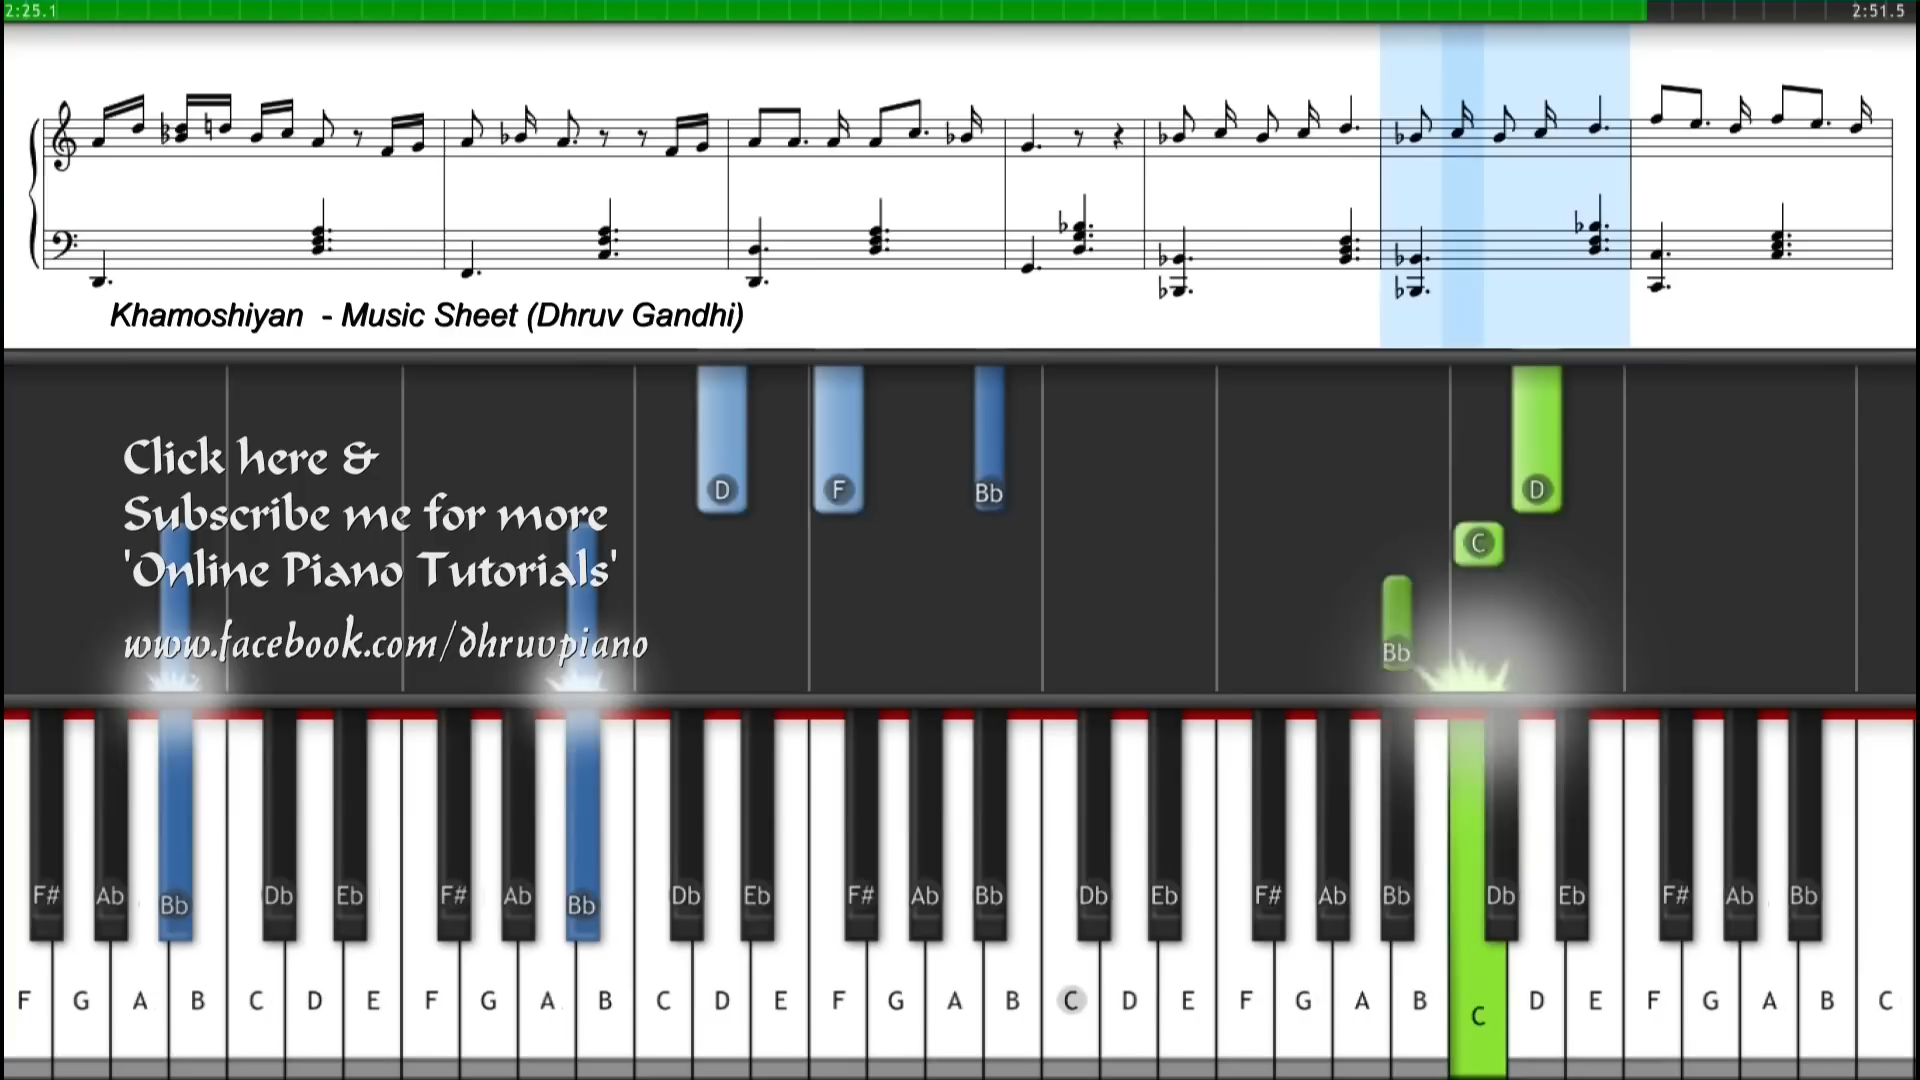 2:25.1 2:51.5
Khamoshiyan - Music Sheet (Dhruv Gandhi)
D F Bb D
C
Click here &
Subscribe me for more
'Online Piano Tutorials'
www.facebook.com/dhruvpiano
Bb
F# Ab Bb Db Eb F# Ab Bb Db Eb F# Ab Bb Db Eb F# Ab Bb Db Eb F# Ab Bb
F G A B C D E F G A B C D E F G A B C D E F G A B C D E F G A B C